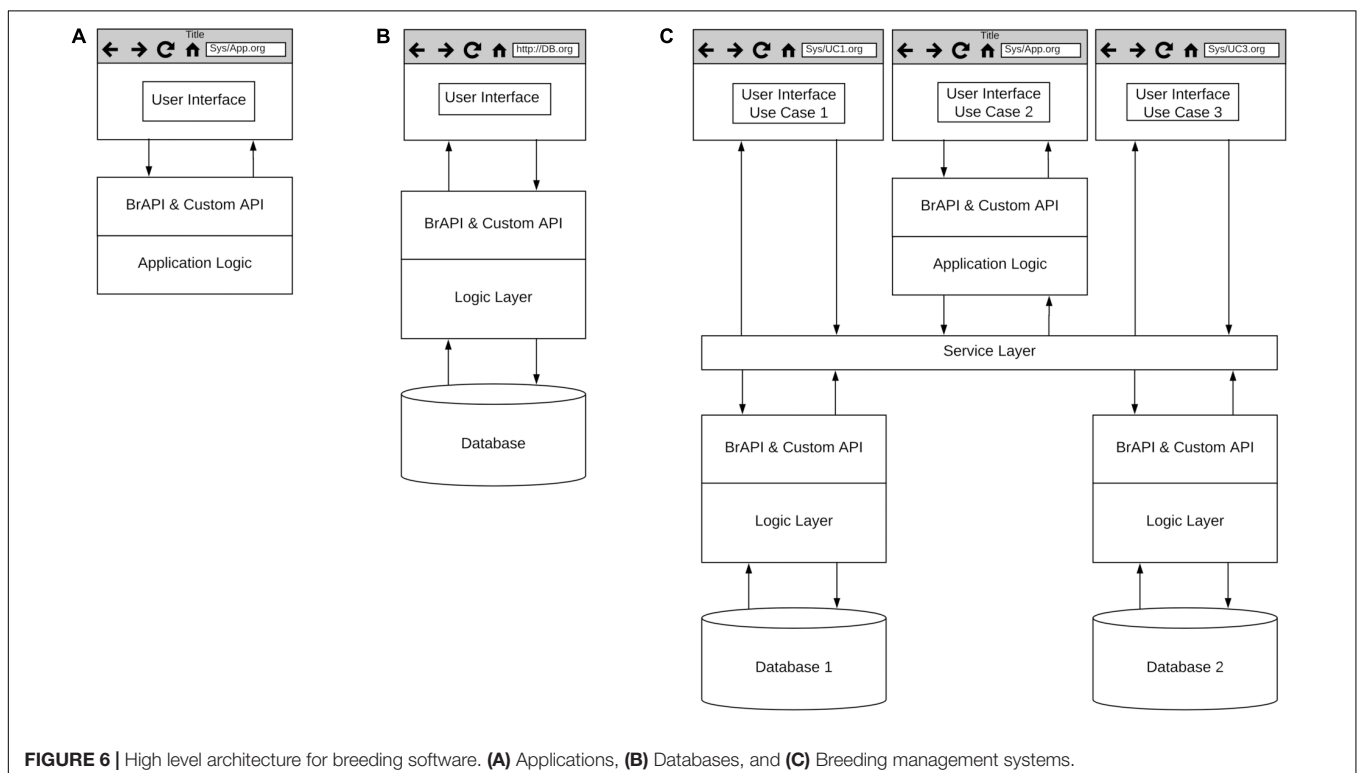 A
Title
Sys/App.org
User Interface
BrAPI & Custom API
Application Logic
B
http://DB.org
User Interface
BrAPI & Custom API
Logic Layer
Database
C
Sys/UC1.org
User Interface
Use Case 1
Title
Sys/App.org
User Interface
Use Case 2
BrAPI & Custom API
Application Logic
Sys/UC3.org
User Interface
Use Case 3
Service Layer
BrAPI & Custom API
Logic Layer
Database 1
BrAPI & Custom API
Logic Layer
Database 2
FIGURE 6 | High level architecture for breeding software. (A) Applications, (B) Databases, and (C) Breeding management systems.